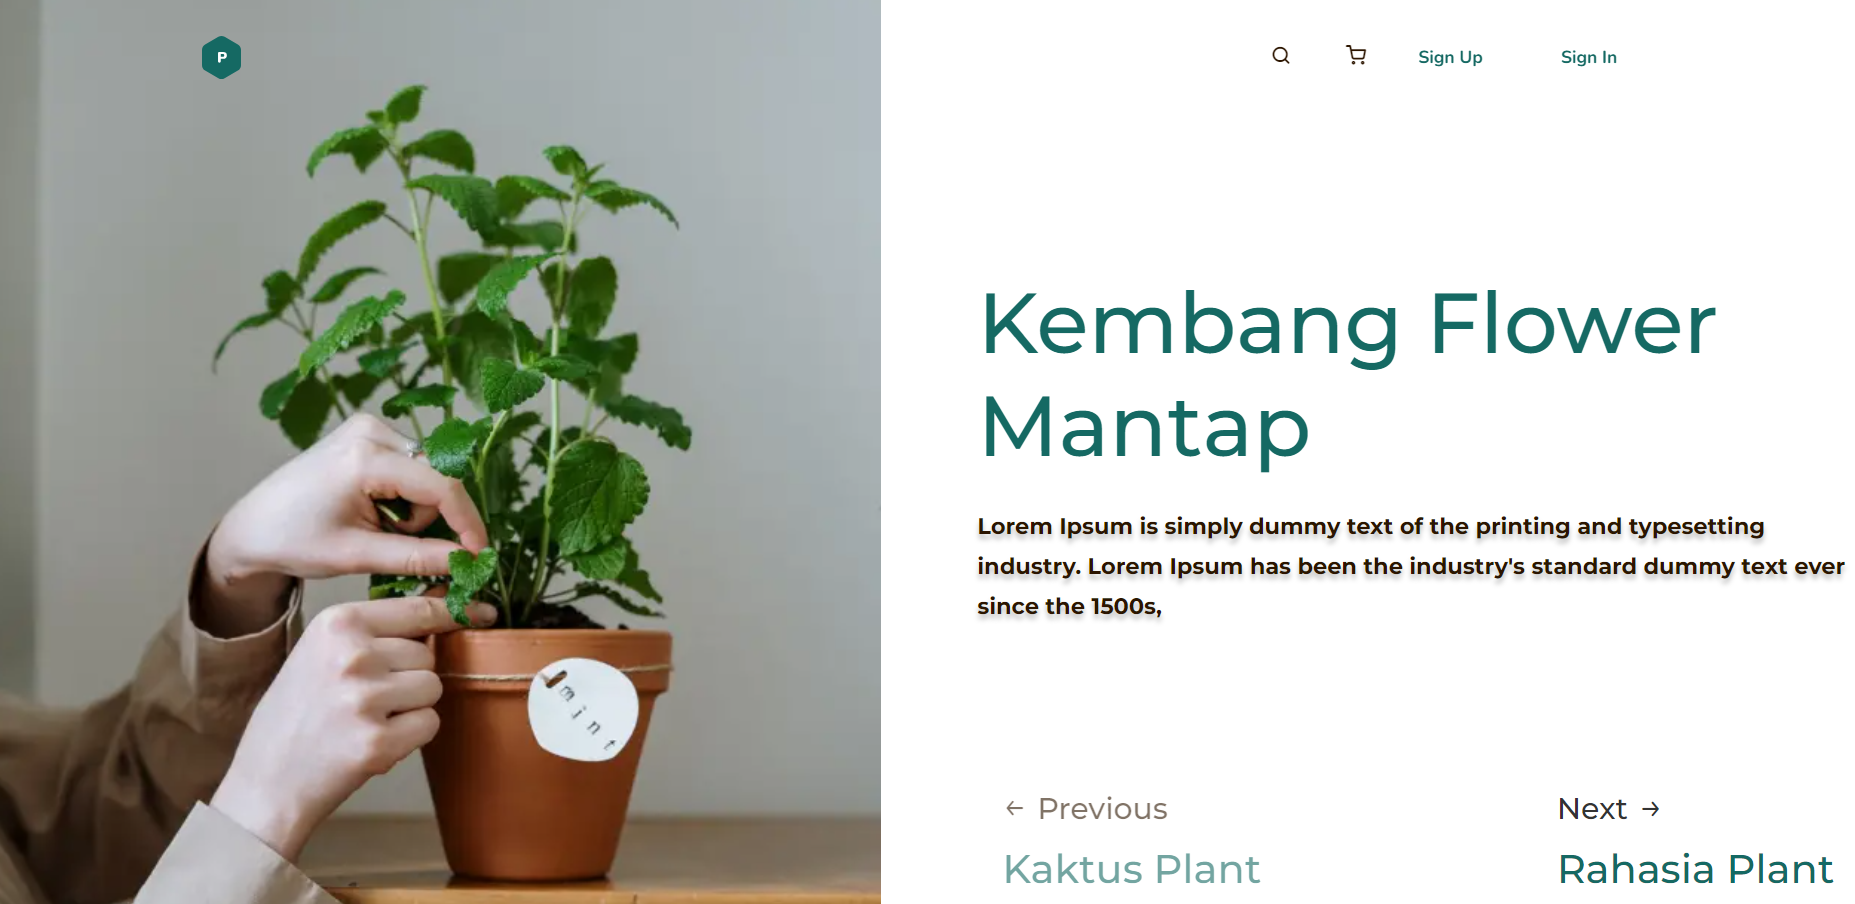 P
Sign Up
Sign In
Kembang Flower
Mantap
Lorem Ipsum is simply dummy text of the printing and typesetting
industry. Lorem Ipsum has been the industry's standard dummy text ever
since the 1500s,
mint
← Previous
Next →
Kaktus Plant
Rahasia Plant